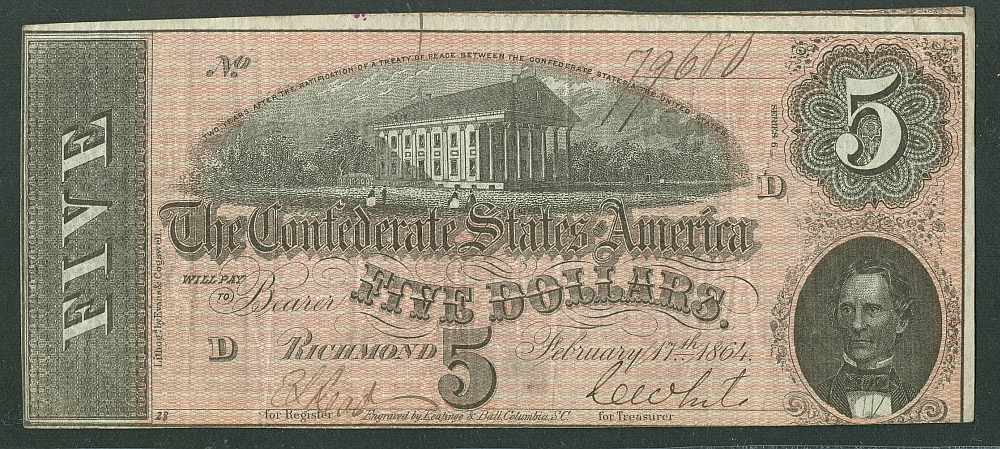 No 79680
TWO YEARS AFTER THE RATIFICATION OF A TREATY OF PEACE BETWEEN THE CONFEDERATE STATES & THE UNITED STATES
5
SERIES 6
D
FIVE
The Confederate States of America
WILL PAY
TO Bearer FIVE DOLLARS.
D RICHMOND 5 February 17th 1864.
Lithog'd by Evans & Cogswell
for Register Engraved by Keatinge & Ball, Columbia, S.C. for Treasurer
28